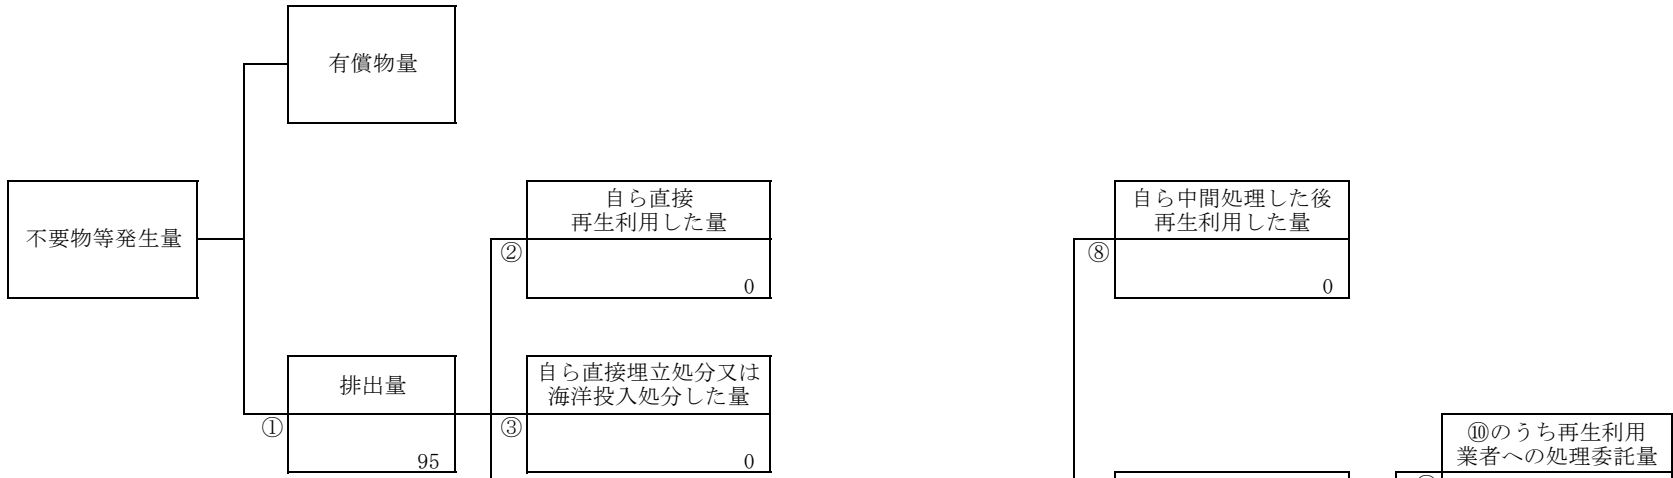 有償物量
不要物等発生量
自ら直接
再生利用した量
②
0
自ら中間処理した後
再生利用した量
⑧
0
排出量
①
95
自ら直接埋立処分又は
海洋投入処分した量
③
0
⑩のうち再生利用
業者への処理委託量